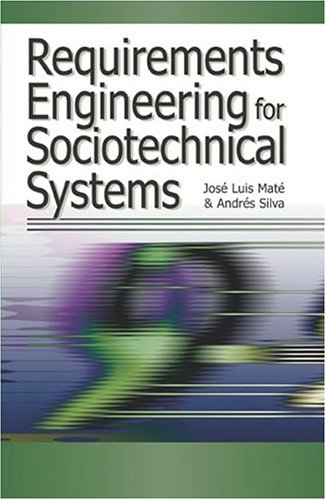 Requirements
Engineering for
Sociotechnical
Systems
José Luis Maté
& Andrés Silva